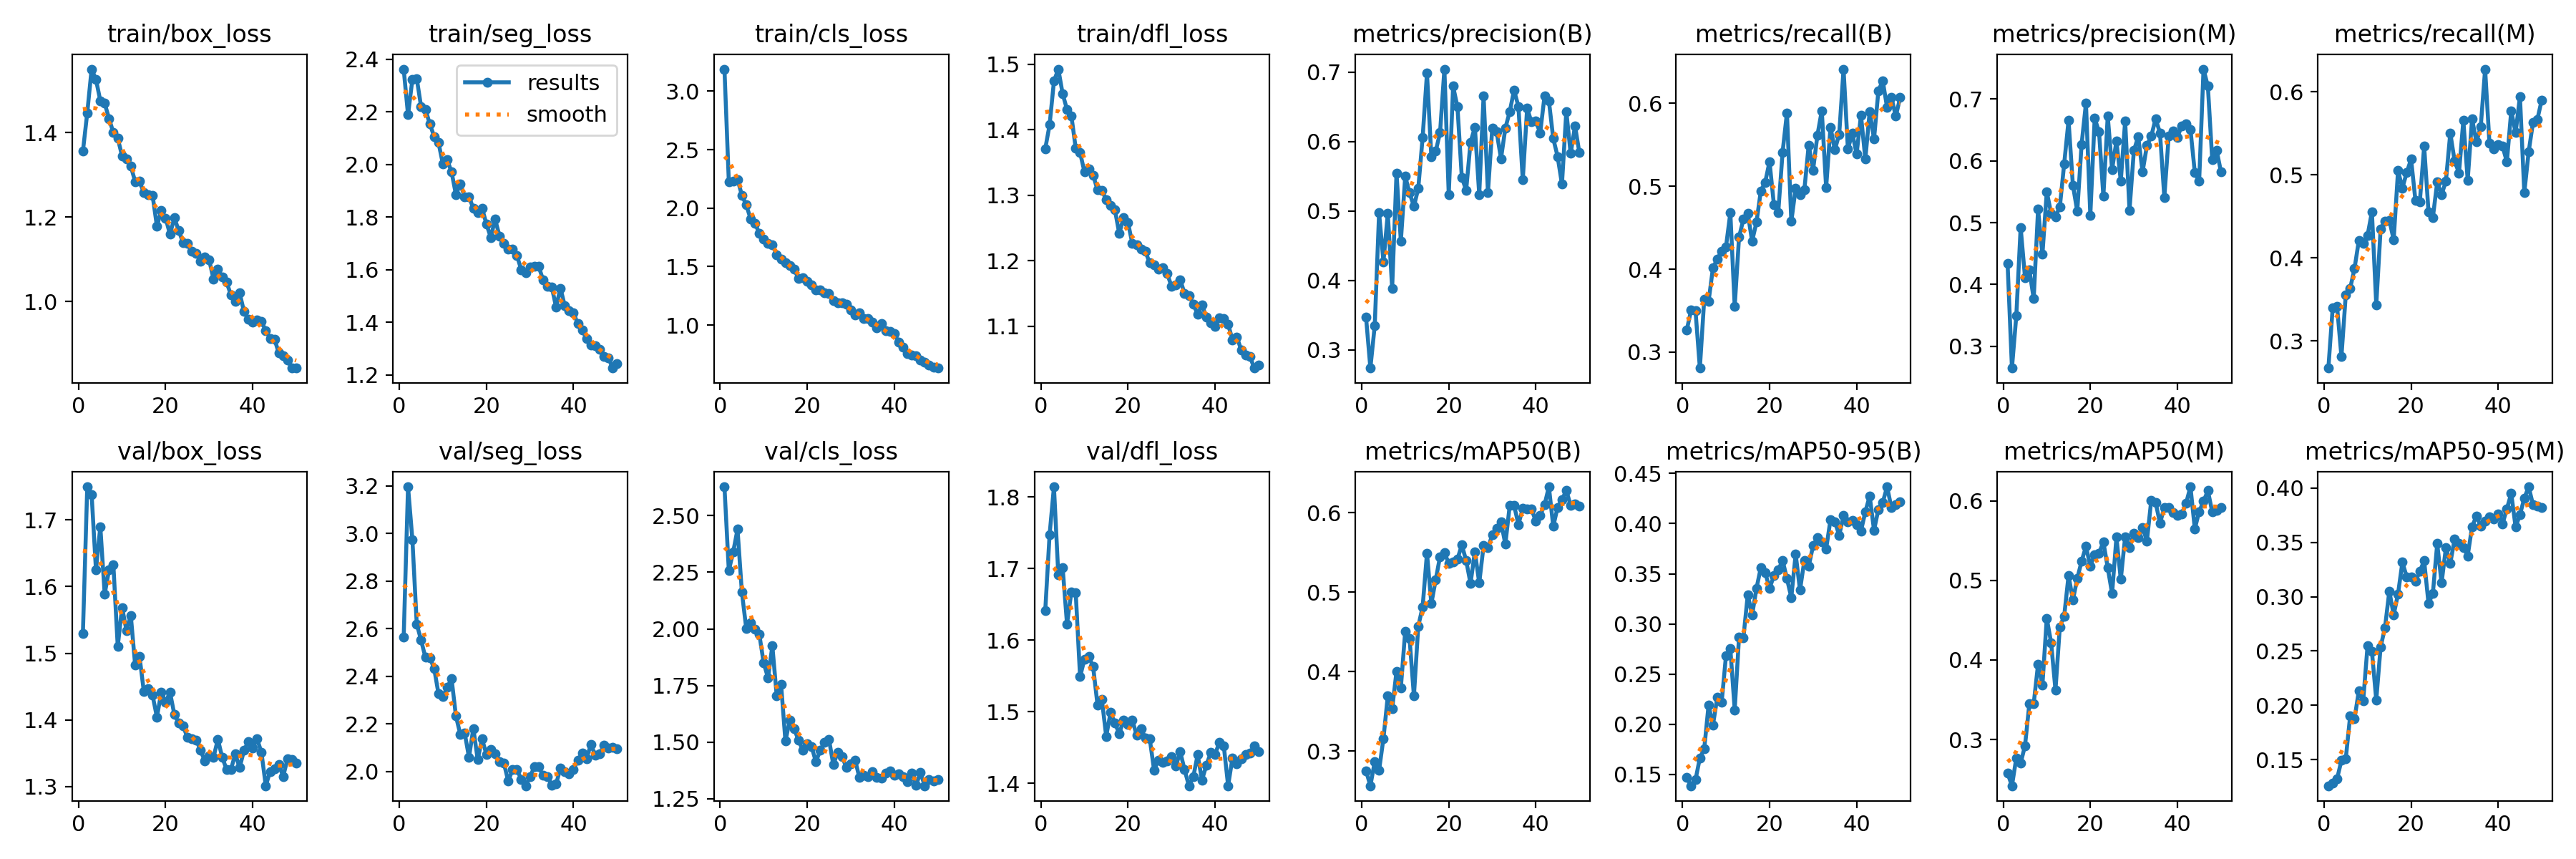 train/box_loss
train/seg_loss
train/cls_loss
train/dfl_loss
metrics/precision(B)
metrics/recall(B)
metrics/precision(M)
metrics/recall(M)
1.4
1.2
1.0
0 20 40
2.4
2.2
2.0
1.8
1.6
1.4
1.2
results
smooth
0 20 40
3.0
2.5
2.0
1.5
1.0
0 20 40
1.5
1.4
1.3
1.2
1.1
0 20 40
0.7
0.6
0.5
0.4
0.3
0 20 40
0.6
0.5
0.4
0.3
0 20 40
0.7
0.6
0.5
0.4
0.3
0 20 40
0.6
0.5
0.4
0.3
0 20 40
val/box_loss
val/seg_loss
val/cls_loss
val/dfl_loss
metrics/mAP50(B)
metrics/mAP50-95(B)
metrics/mAP50(M)
metrics/mAP50-95(M)
1.7
1.6
1.5
1.4
1.3
0 20 40
3.2
3.0
2.8
2.6
2.4
2.2
2.0
0 20 40
2.50
2.25
2.00
1.75
1.50
1.25
0 20 40
1.8
1.7
1.6
1.5
1.4
0 20 40
0.6
0.5
0.4
0.3
0 20 40
0.45
0.40
0.35
0.30
0.25
0.20
0.15
0 20 40
0.6
0.5
0.4
0.3
0 20 40
0.40
0.35
0.30
0.25
0.20
0.15
0 20 40